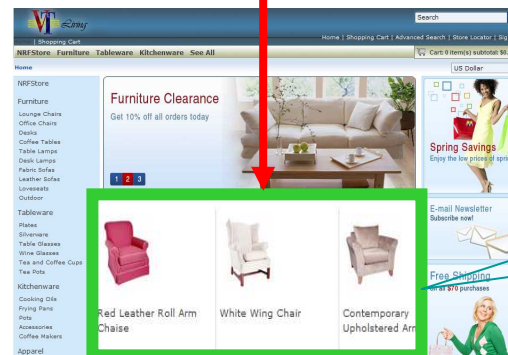 VT Living
Search
| Shopping Cart
Home | Shopping Cart | Advanced Search | Store Locator | Sig
NRFStore Furniture Tableware Kitchenware See All
Cart: 0 item(s) subtotal: $0.
Home
US Dollar
NRFStore
Furniture
Lounge Chairs
Office Chairs
Desks
Coffee Tables
Table Lamps
Desk Lamps
Fabric Sofas
Leather Sofas
Loveseats
Outdoor
Tableware
Plates
Silverware
Table Glasses
Wine Glasses
Tea and Coffee Cups
Tea Pots
Kitchenware
Cooking Oils
Frying Pans
Pots
Accessories
Coffee Makers
Apparel
Furniture Clearance
Get 10% off all orders today
1 2 3
Red Leather Roll Arm
Chaise
White Wing Chair
Contemporary
Upholstered Arm
Spring Savings
Enjoy the low prices of spri
E-mail Newsletter
Subscribe now!
Free Shipping
on all $70 purchases